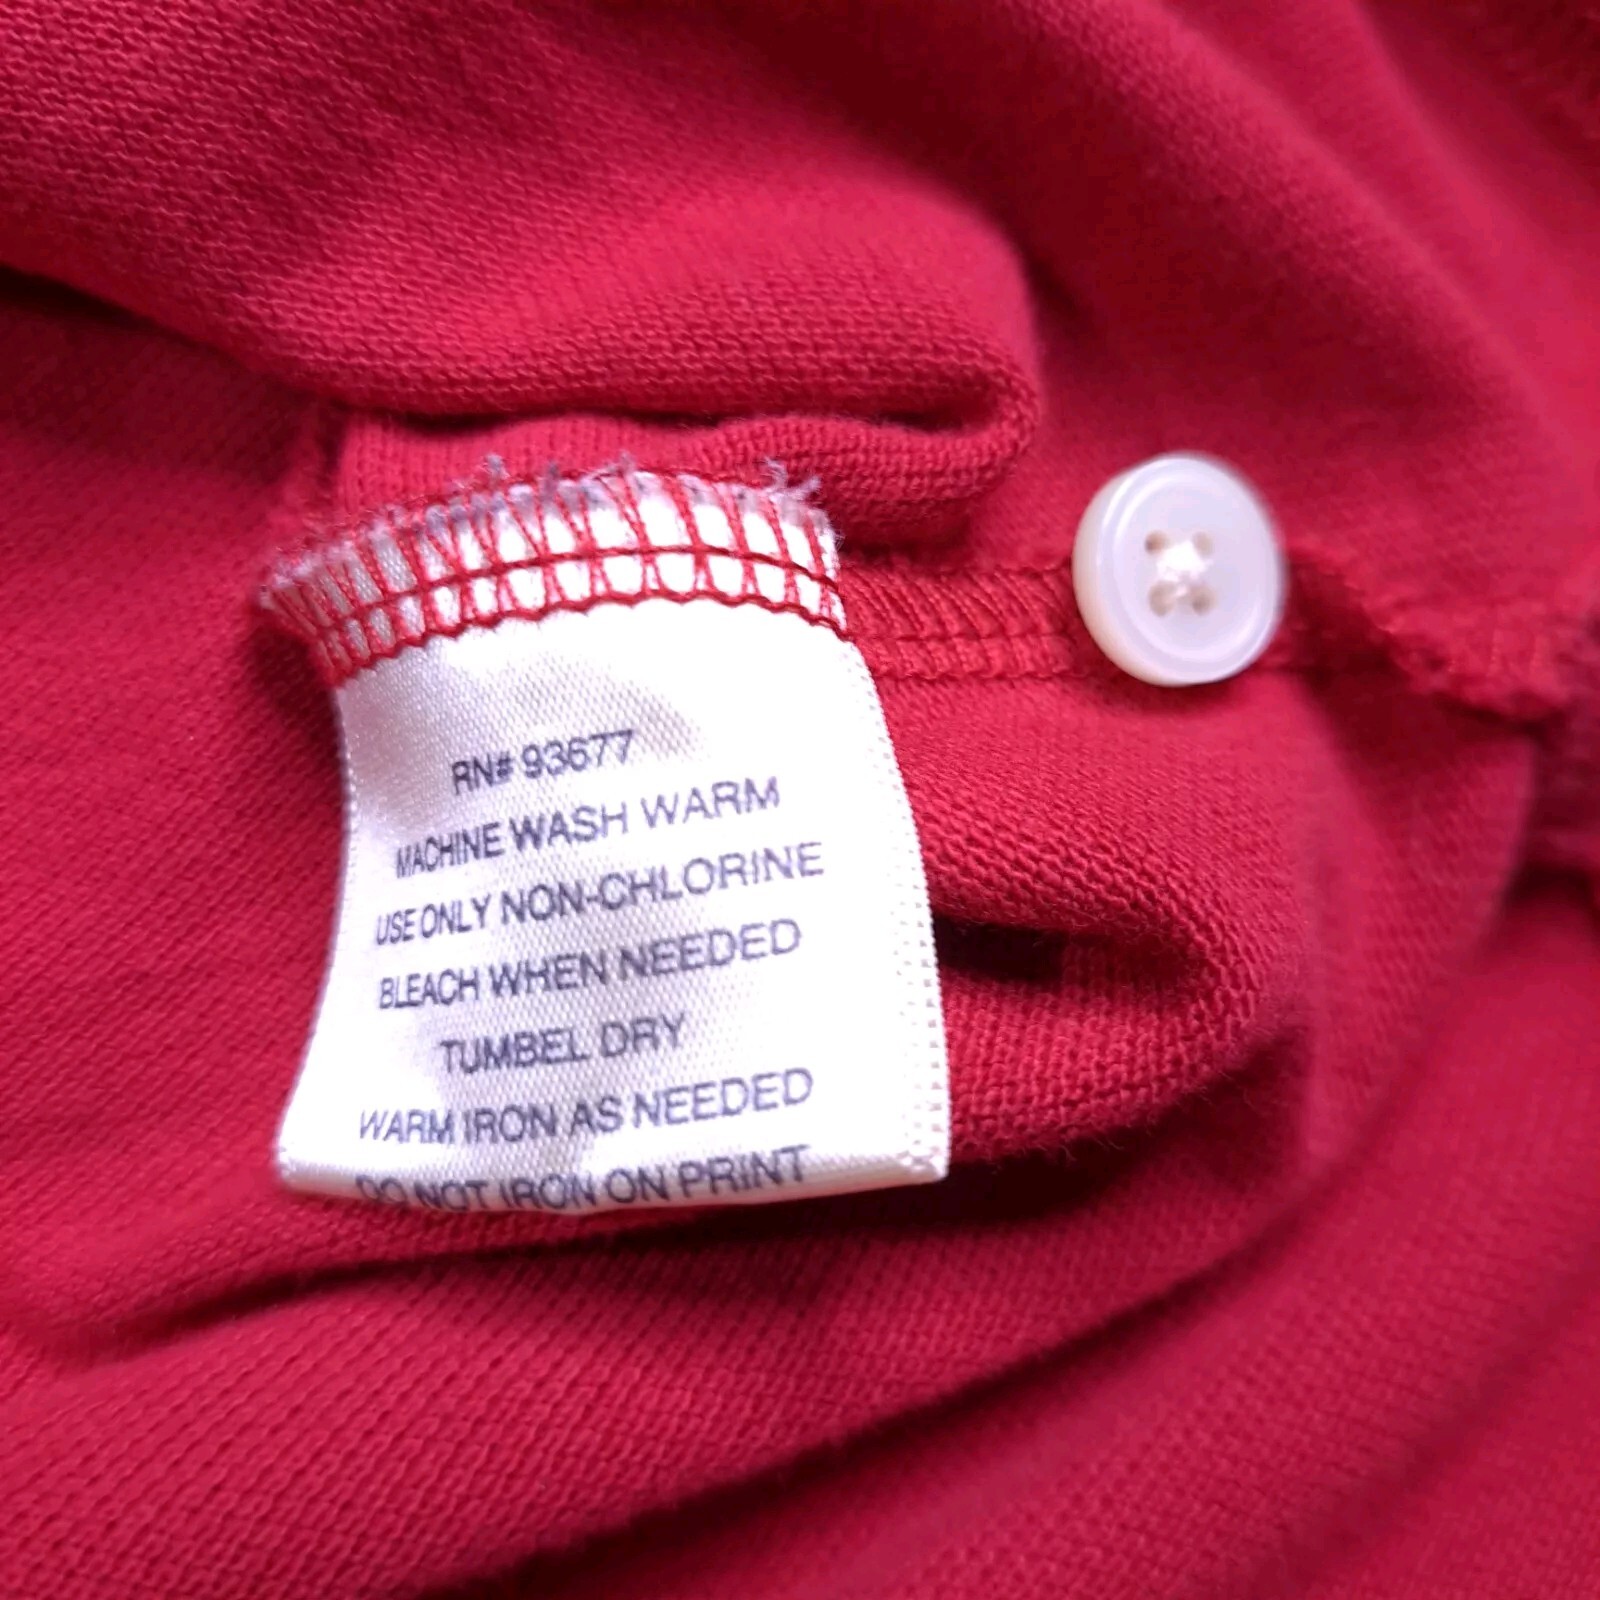 RN# 93677
MACHINE WASH WARM
USE ONLY NON-CHLORINE
BLEACH WHEN NEEDED
TUMBEL DRY
WARM IRON AS NEEDED
DO NOT IRON ON PRINT